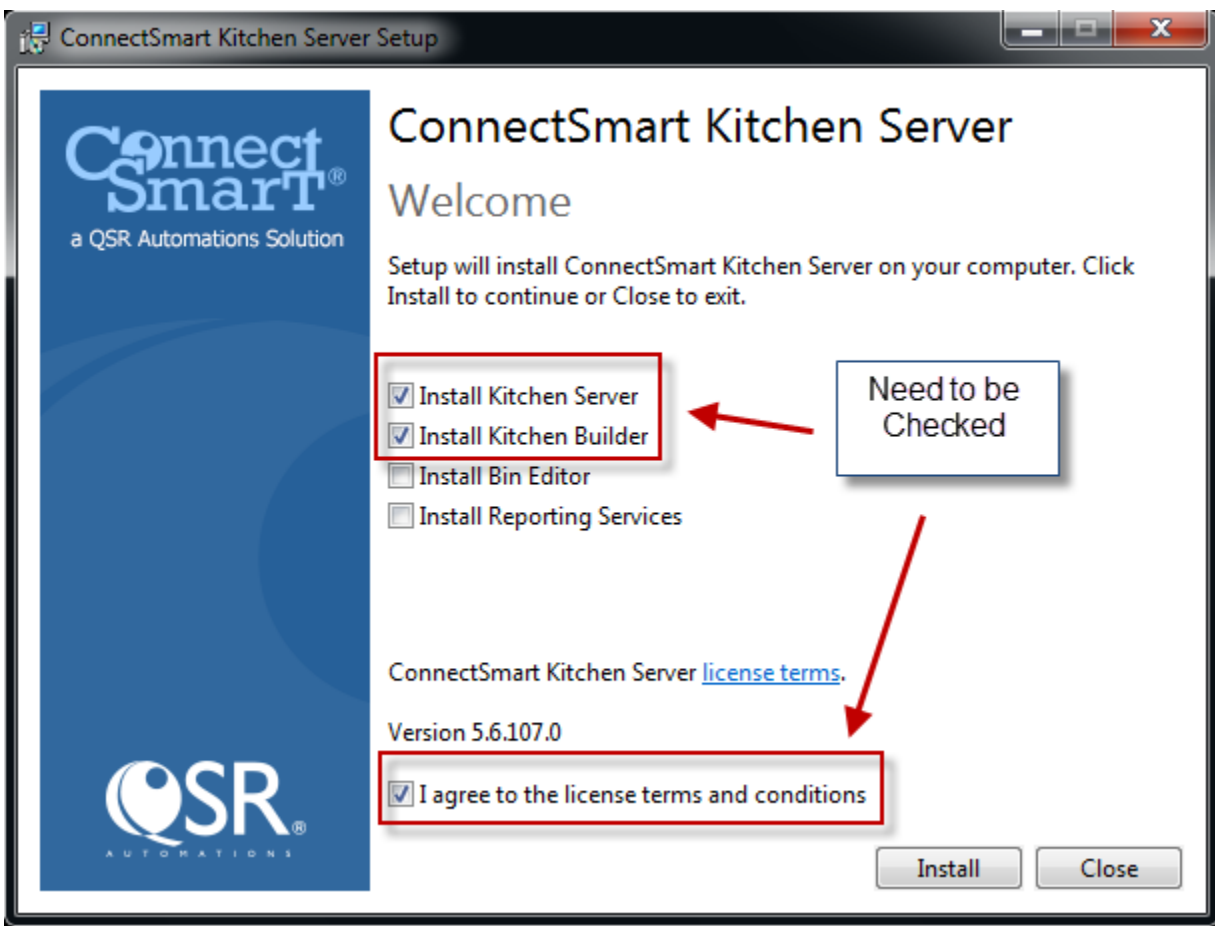 ConnectSmart Kitchen Server Setup
Connect
Smart®
a QSR Automations Solution
ConnectSmart Kitchen Server
Welcome
Setup will install ConnectSmart Kitchen Server on your computer. Click
Install to continue or Close to exit.
Install Kitchen Server
Install Kitchen Builder
Install Bin Editor
Install Reporting Services
Need to be
Checked
ConnectSmart Kitchen Server license terms.
Version 5.6.107.0
I agree to the license terms and conditions
QSR®
AUTOMATIONS
Install
Close